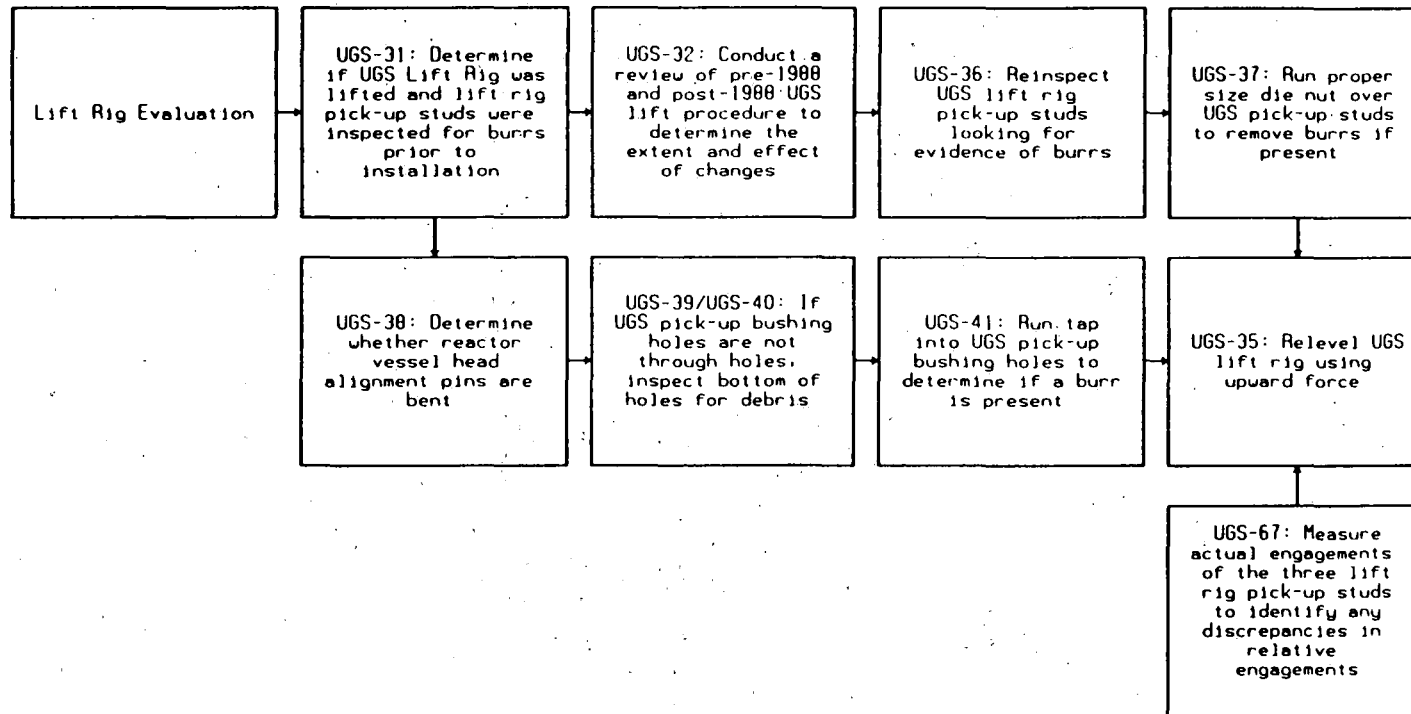 Lift Rig Evaluation
UGS-31: Determine
if UGS Lift Rig was
lifted and lift rig
pick-up studs were
inspected for burrs
prior to
installation
UGS-32: Conduct a
review of pre-1988
and post-1988 UGS
lift procedure to
determine the
extent and effect
of changes
UGS-36: Reinspect
UGS lift rig
pick-up studs
looking for
evidence of burrs
UGS-37: Run proper
size die nut over
UGS pick-up studs
to remove burrs if
present
UGS-38: Determine
whether reactor
vessel head
alignment pins are
bent
UGS-39/UGS-40: If
UGS pick-up bushing
holes are not
through holes,
inspect bottom of
holes for debris
UGS-41: Run tap
into UGS pick-up
bushing holes to
determine if a burr
is present
UGS-35: Relevel UGS
lift rig using
upward force
UGS-67: Measure
actual engagements
of the three lift
rig pick-up studs
to identify any
discrepancies in
relative
engagements